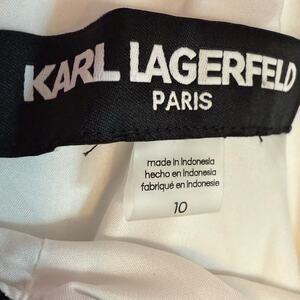 KARL LAGERFELD
PARIS
made in Indonesia
hecho en Indonesia
fabriqué en Indonesie
10